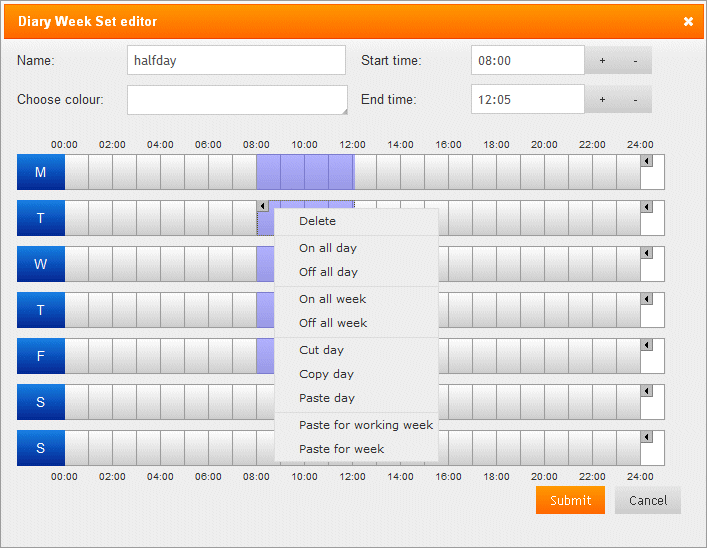 Diary Week Set editor ×
Name: halfday Start time: 08:00 + -
Choose colour: End time: 12:05 + -
00:00 02:00 04:00 06:00 08:00 10:00 12:00 14:00 16:00 18:00 20:00 22:00 24:00
M
T
Delete
W
On all day
Off all day
T
On all week
Off all week
F
Cut day
Copy day
S
Paste day
S
Paste for working week
Paste for week
00:00 02:00 04:00 06:00 08:00 10:00 12:00 14:00 16:00 18:00 20:00 22:00 24:00
Submit Cancel